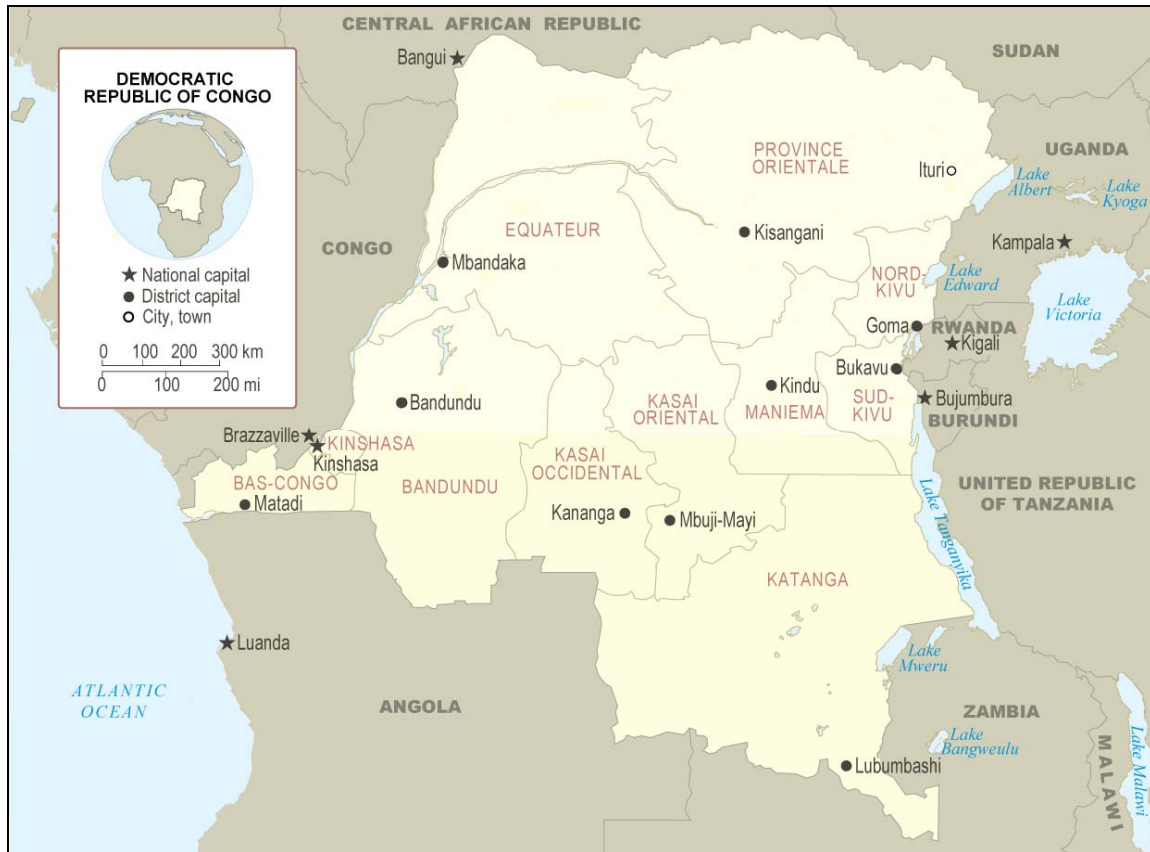 DEMOCRATIC
REPUBLIC OF CONGO
National capital
District capital
City, town
0 100 200 300 km
0 100 200 mi
CENTRAL AFRICAN REPUBLIC
Bangui
SUDAN
PROVINCE
ORIENTALE
Ituri
UGANDA
Lake
Albert
Lake
Kyoga
CONGO
EQUATEUR
Kisangani
Kampala
Mbandaka
NORD-
KIVU
Lake
Edward
Lake
Victoria
Goma
RWANDA
Kigali
Bukavu
Bandundu
KASAI
ORIENTAL
Kindu
MANIEMA
SUD-
KIVU
Bujumbura
BURUNDI
Brazzaville
KINSHASA
Kinshasa
KASAI
OCCIDENTAL
BAS-CONGO
BANDUNDU
UNITED REPUBLIC
OF TANZANIA
Matadi
Kananga
Mbuji-Mayi
Lake Tanganyika
KATANGA
Luanda
Lake
Mweru
ATLANTIC
OCEAN
ANGOLA
ZAMBIA
Lake
Bangweulu
Lubumbashi
MALAWI
Lake Malawi